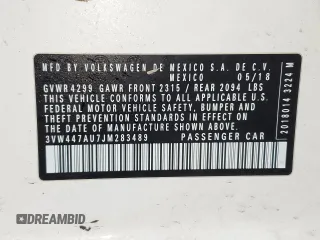 MFD BY VOLKSWAGEN DE MEXICO S.A. DE C.V.
MEXICO 05/18
GVWR 4299 GAWR FRONT 2315 / REAR 2094 LBS
THIS VEHICLE CONFORMS TO ALL APPLICABLE U.S.
FEDERAL MOTOR VEHICLE SAFETY, BUMPER AND
THEFT PREVENTION STANDARDS IN EFFECT ON
THE DATE OF MANUFACTURE SHOWN ABOVE
3VW447AU7JM283489 PASSENGER CAR
2018014 3224 M
DREAMBID